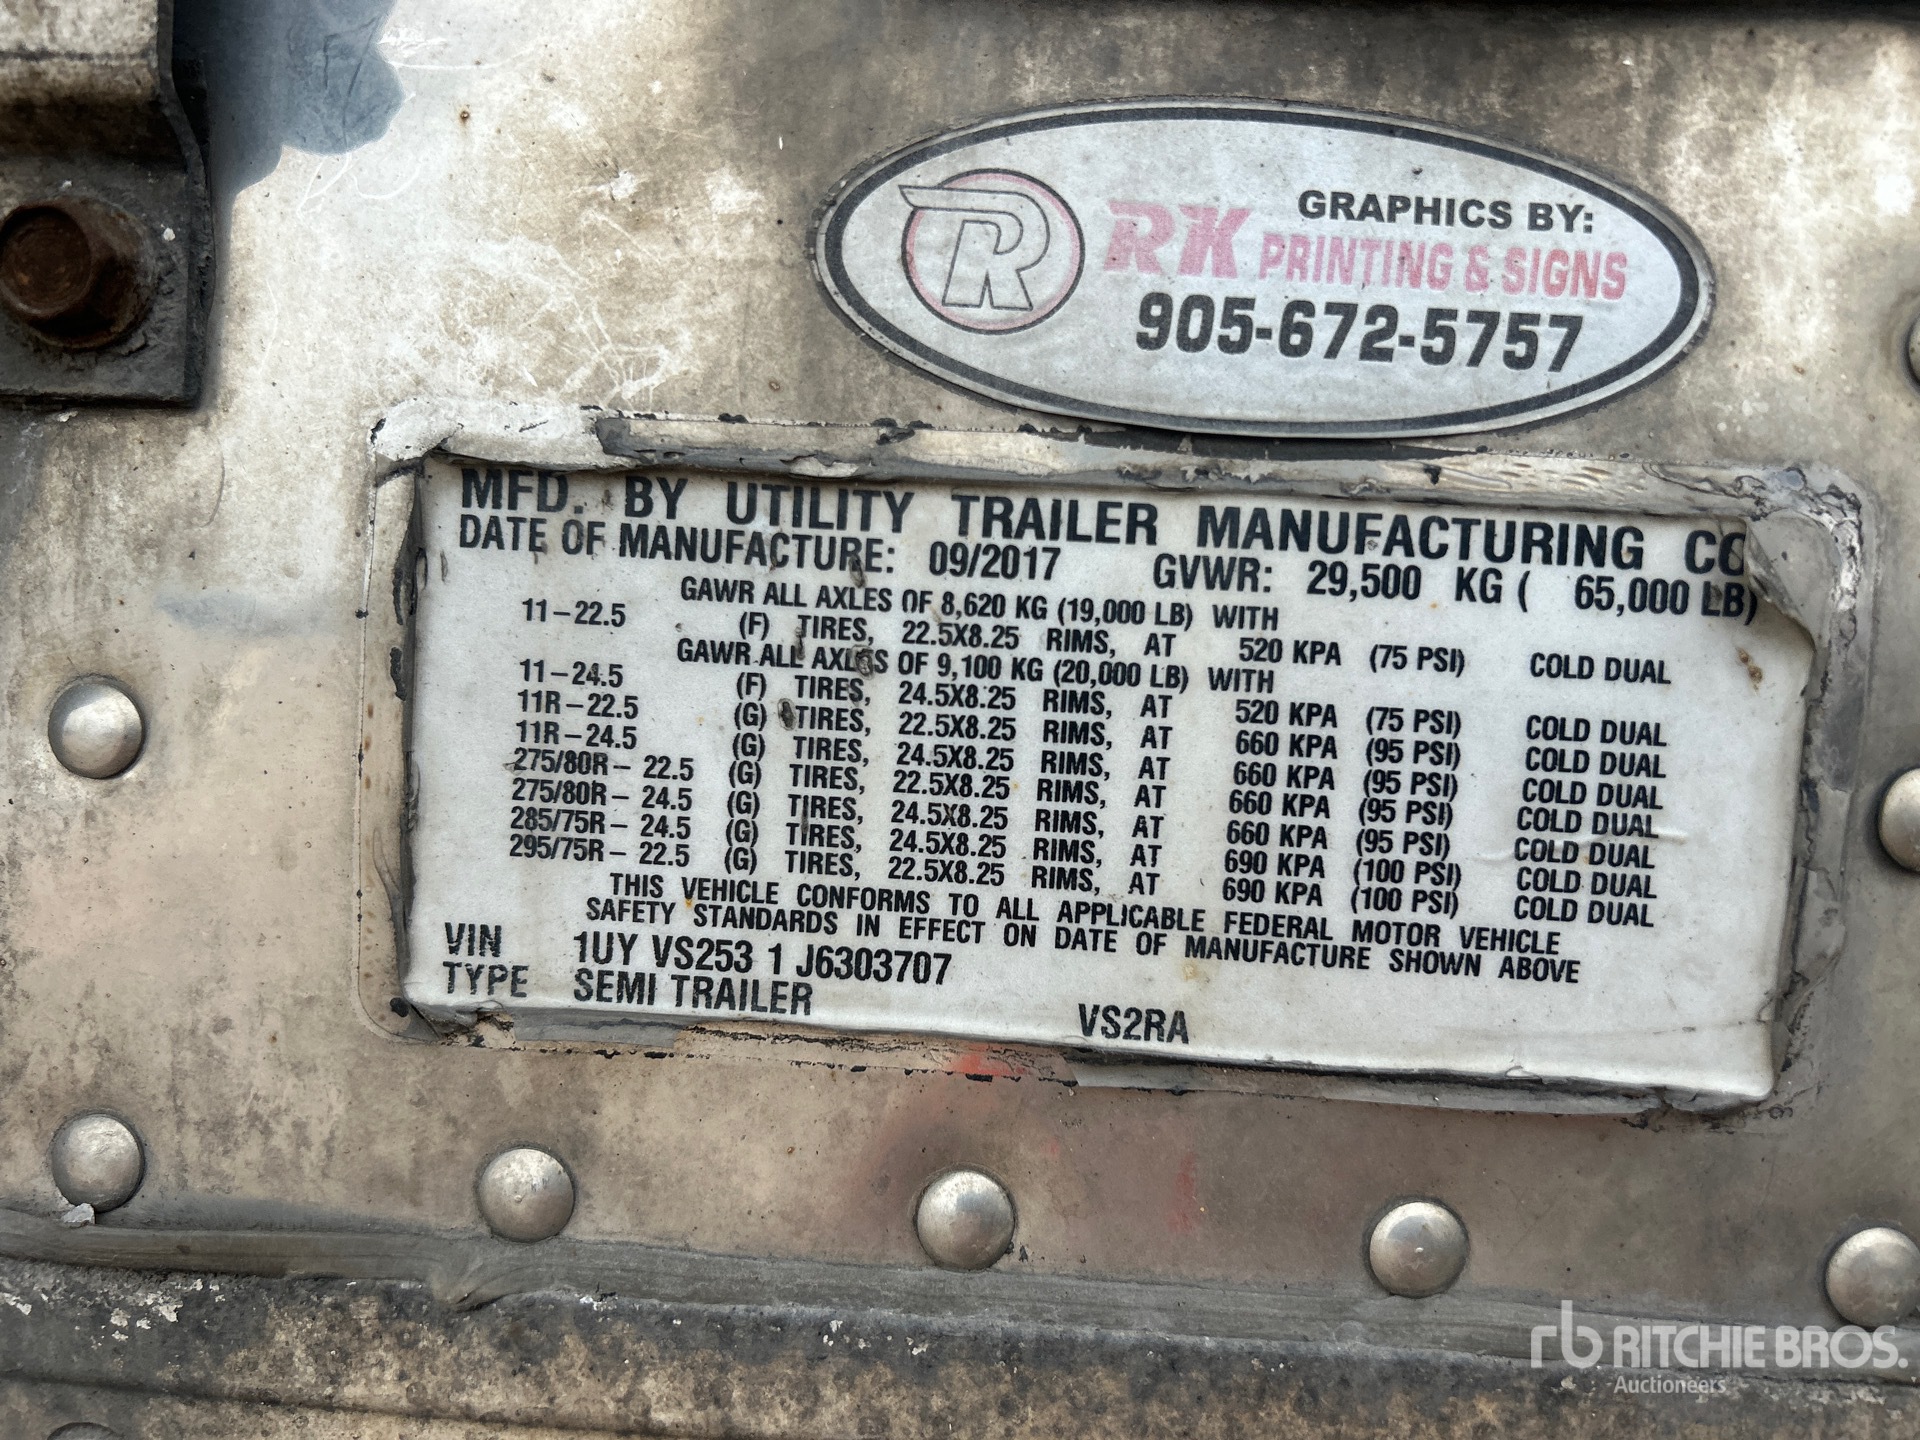 GRAPHICS BY:
R RK PRINTING & SIGNS
905-672-5757
MFD. BY UTILITY TRAILER MANUFACTURING CO
DATE OF MANUFACTURE: 09/2017 GVWR: 29,500 KG ( 65,000 LB)
GAWR ALL AXLES OF 8,620 KG (19,000 LB) WITH
11-22.5 (F) TIRES, 22.5X8.25 RIMS, AT 520 KPA (75 PSI) COLD DUAL
GAWR ALL AXLES OF 9,100 KG (20,000 LB) WITH
11-24.5 (F) TIRES, 24.5X8.25 RIMS, AT 520 KPA (75 PSI) COLD DUAL
11R-22.5 (G) TIRES, 22.5X8.25 RIMS, AT 660 KPA (95 PSI) COLD DUAL
11R-24.5 (G) TIRES, 24.5X8.25 RIMS, AT 660 KPA (95 PSI) COLD DUAL
275/80R-22.5 (G) TIRES, 22.5X8.25 RIMS, AT 660 KPA (95 PSI) COLD DUAL
275/80R-24.5 (G) TIRES, 24.5X8.25 RIMS, AT 660 KPA (95 PSI) COLD DUAL
285/75R-24.5 (G) TIRES, 24.5X8.25 RIMS, AT 690 KPA (100 PSI) COLD DUAL
295/75R-22.5 (G) TIRES, 22.5X8.25 RIMS, AT 690 KPA (100 PSI) COLD DUAL
THIS VEHICLE CONFORMS TO ALL APPLICABLE FEDERAL MOTOR VEHICLE
SAFETY STANDARDS IN EFFECT ON DATE OF MANUFACTURE SHOWN ABOVE
VIN 1UY VS253 1 J6303707
TYPE SEMI TRAILER VS2RA
rb RITCHIE BROS.
Auctioneers